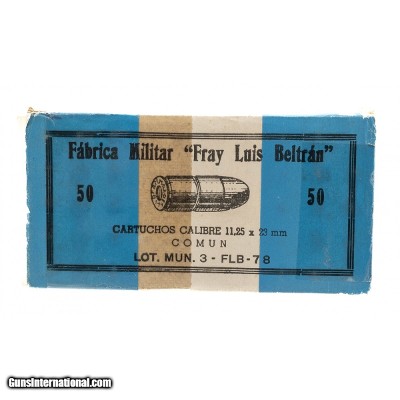 Fábrica Militar "Fray Luis Beltrán"
50 50
CARTUCHOS CALIBRE 11,25 x 23 mm
COMUN
LOT. MUN. 3 - FLB - 78
GunsInternational.com